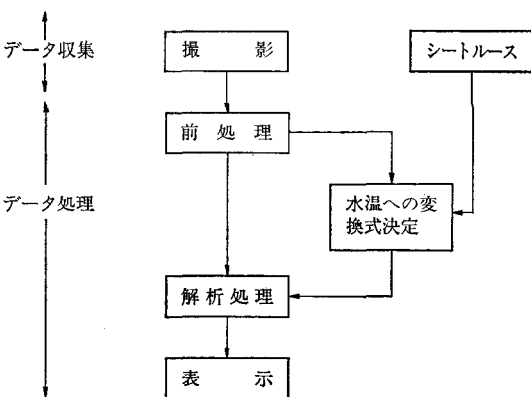 データ収集
撮影
シートルース
前処理
データ処理
水温への変
換式決定
解析処理
表示